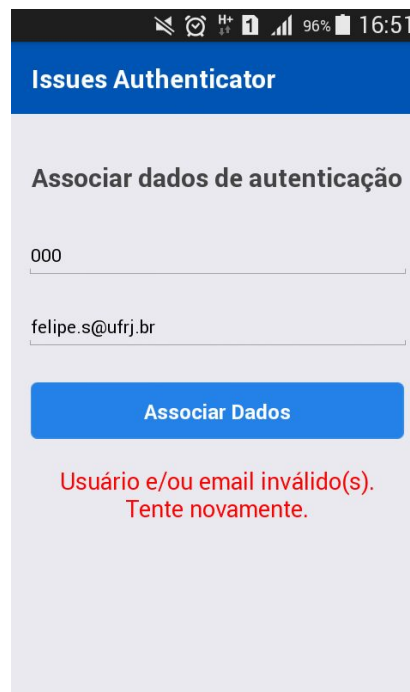 H+ 1 96% 16:51
Issues Authenticator
Associar dados de autenticação
000
felipe.s@ufrj.br
Associar Dados
Usuário e/ou email inválido(s).
Tente novamente.